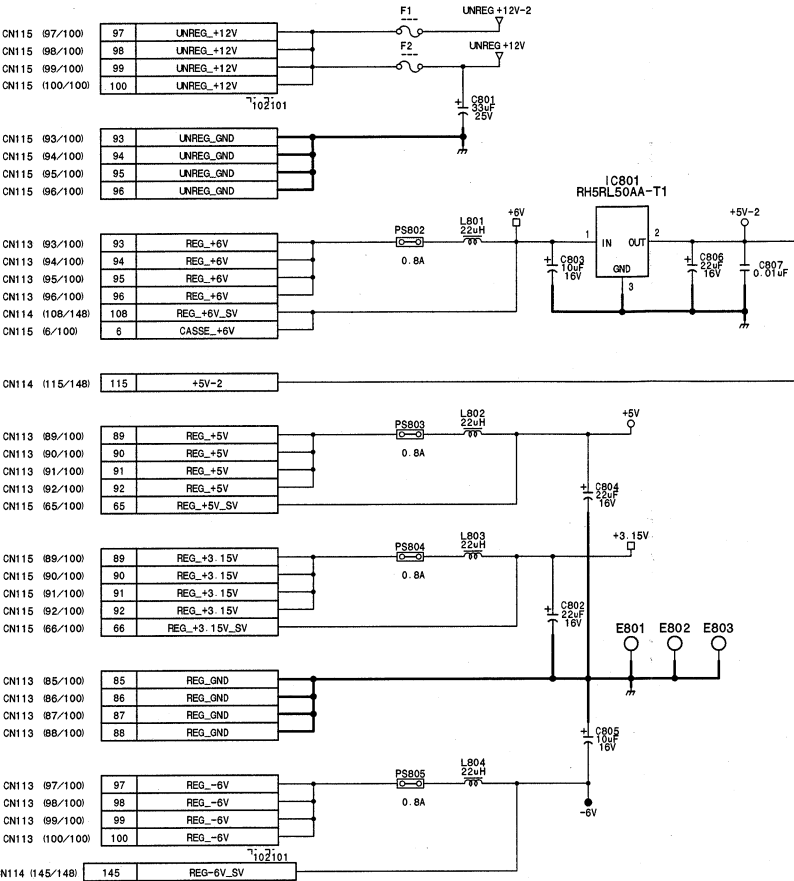 F1
UNREG+12V-2
CN115 (97/100) 97 UNREG_+12V
CN115 (98/100) 98 UNREG_+12V
F2
UNREG+12V
CN115 (99/100) 99 UNREG_+12V
CN115 (100/100) 100 UNREG_+12V
102101
C801
33uF
25V
CN115 (93/100) 93 UNREG_GND
CN115 (94/100) 94 UNREG_GND
CN115 (95/100) 95 UNREG_GND
CN115 (96/100) 96 UNREG_GND
IC801
RH5RL50AA-T1
PS802
0.8A
L801
22uH
+6V
1 IN OUT 2
GND
3
+5V-2
C803
10uF
16V
C806
22uF
16V
C807
0.01uF
CN113 (93/100) 93 REG_+6V
CN113 (94/100) 94 REG_+6V
CN113 (95/100) 95 REG_+6V
CN113 (96/100) 96 REG_+6V
CN114 (108/148) 108 REG_+6V_SV
CN115 (6/100) 6 CASSE_+6V
CN114 (115/148) 115 +5V-2
PS803
0.8A
L802
22uH
+5V
CN113 (89/100) 89 REG_+5V
CN113 (90/100) 90 REG_+5V
CN113 (91/100) 91 REG_+5V
CN113 (92/100) 92 REG_+5V
CN115 (65/100) 65 REG_+5V_SV
C804
22uF
16V
PS804
0.8A
L803
22uH
+3.15V
CN115 (89/100) 89 REG_+3.15V
CN115 (90/100) 90 REG_+3.15V
CN115 (91/100) 91 REG_+3.15V
CN115 (92/100) 92 REG_+3.15V
CN115 (66/100) 66 REG_+3.15V_SV
C802
22uF
16V
E801 E802 E803
CN113 (85/100) 85 REG_GND
CN113 (86/100) 86 REG_GND
CN113 (87/100) 87 REG_GND
CN113 (88/100) 88 REG_GND
C805
10uF
16V
PS805
0.8A
L804
22uH
-6V
CN113 (97/100) 97 REG_-6V
CN113 (98/100) 98 REG_-6V
CN113 (99/100) 99 REG_-6V
CN113 (100/100) 100 REG_-6V
102101
N114 (145/148) 145 REG-6V_SV